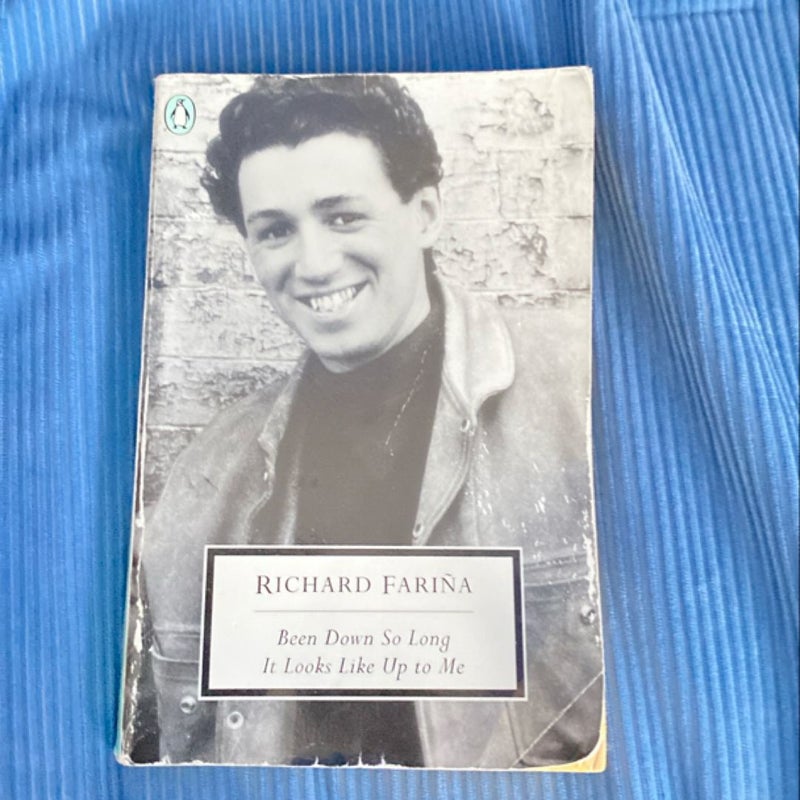 RICHARD FARIÑA
Been Down So Long
It Looks Like Up to Me